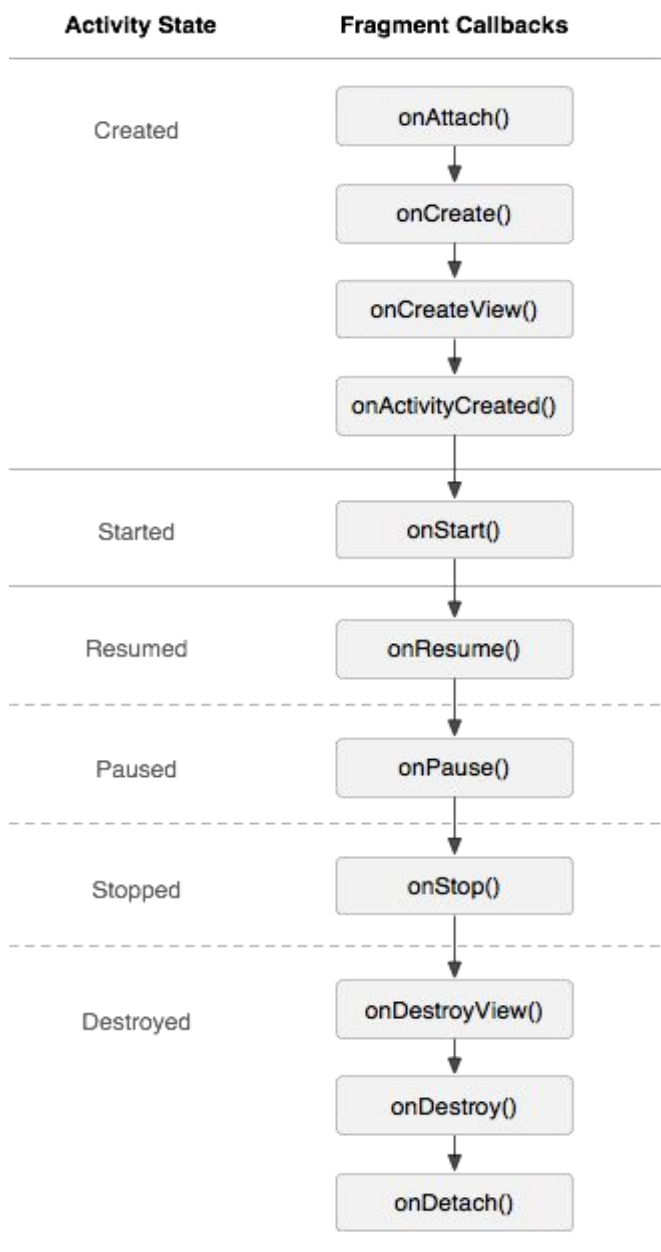 Activity State Fragment Callbacks
Created
onAttach()
onCreate()
onCreateView()
onActivityCreated()
Started
onStart()
Resumed
onResume()
Paused
onPause()
Stopped
onStop()
Destroyed
onDestroyView()
onDestroy()
onDetach()